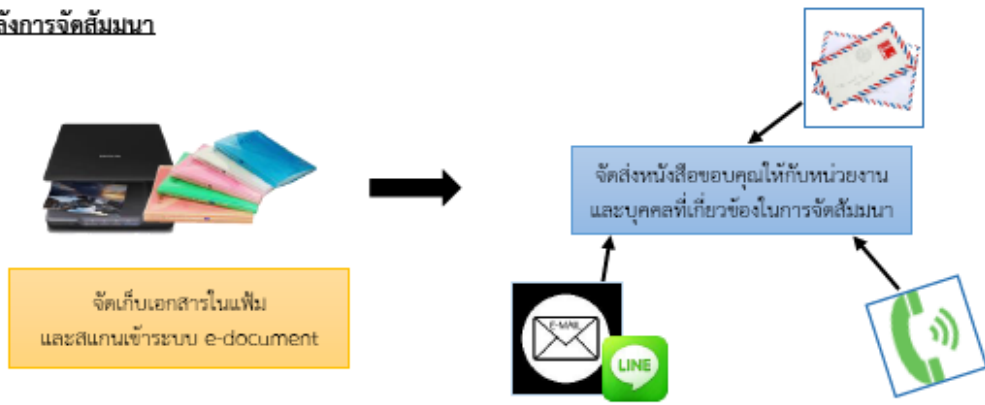 ลังการจัดสัมมนา
จัดส่งหนังสือขอบคุณให้กับหน่วยงาน
และบุคคลที่เกี่ยวข้องในการจัดสัมมนา
จัดเก็บเอกสารในแฟ้ม
และสแกนเข้าระบบ e-document
E-MAIL
LINE